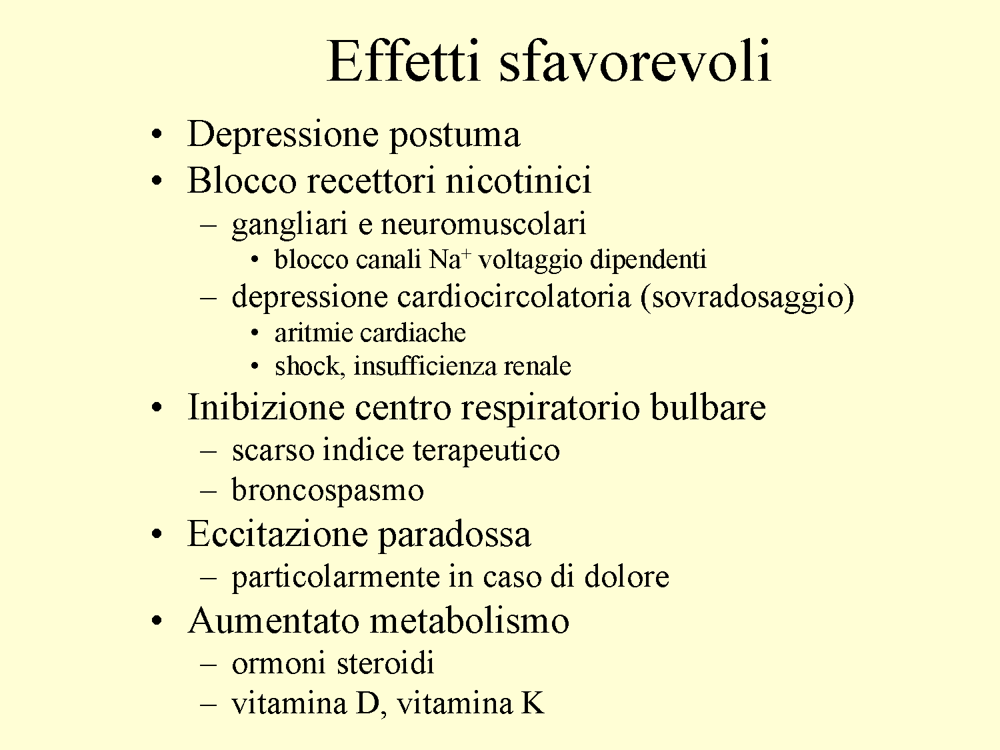 Effetti sfavorevoli
• Depressione postuma
• Blocco recettori nicotinici
– gangliari e neuromuscolari
• blocco canali Na⁺ voltaggio dipendenti
– depressione cardiocircolatoria (sovradosaggio)
• aritmie cardiache
• shock, insufficienza renale
• Inibizione centro respiratorio bulbare
– scarso indice terapeutico
– broncospasmo
• Eccitazione paradossa
– particolarmente in caso di dolore
• Aumentato metabolismo
– ormoni steroidi
– vitamina D, vitamina K